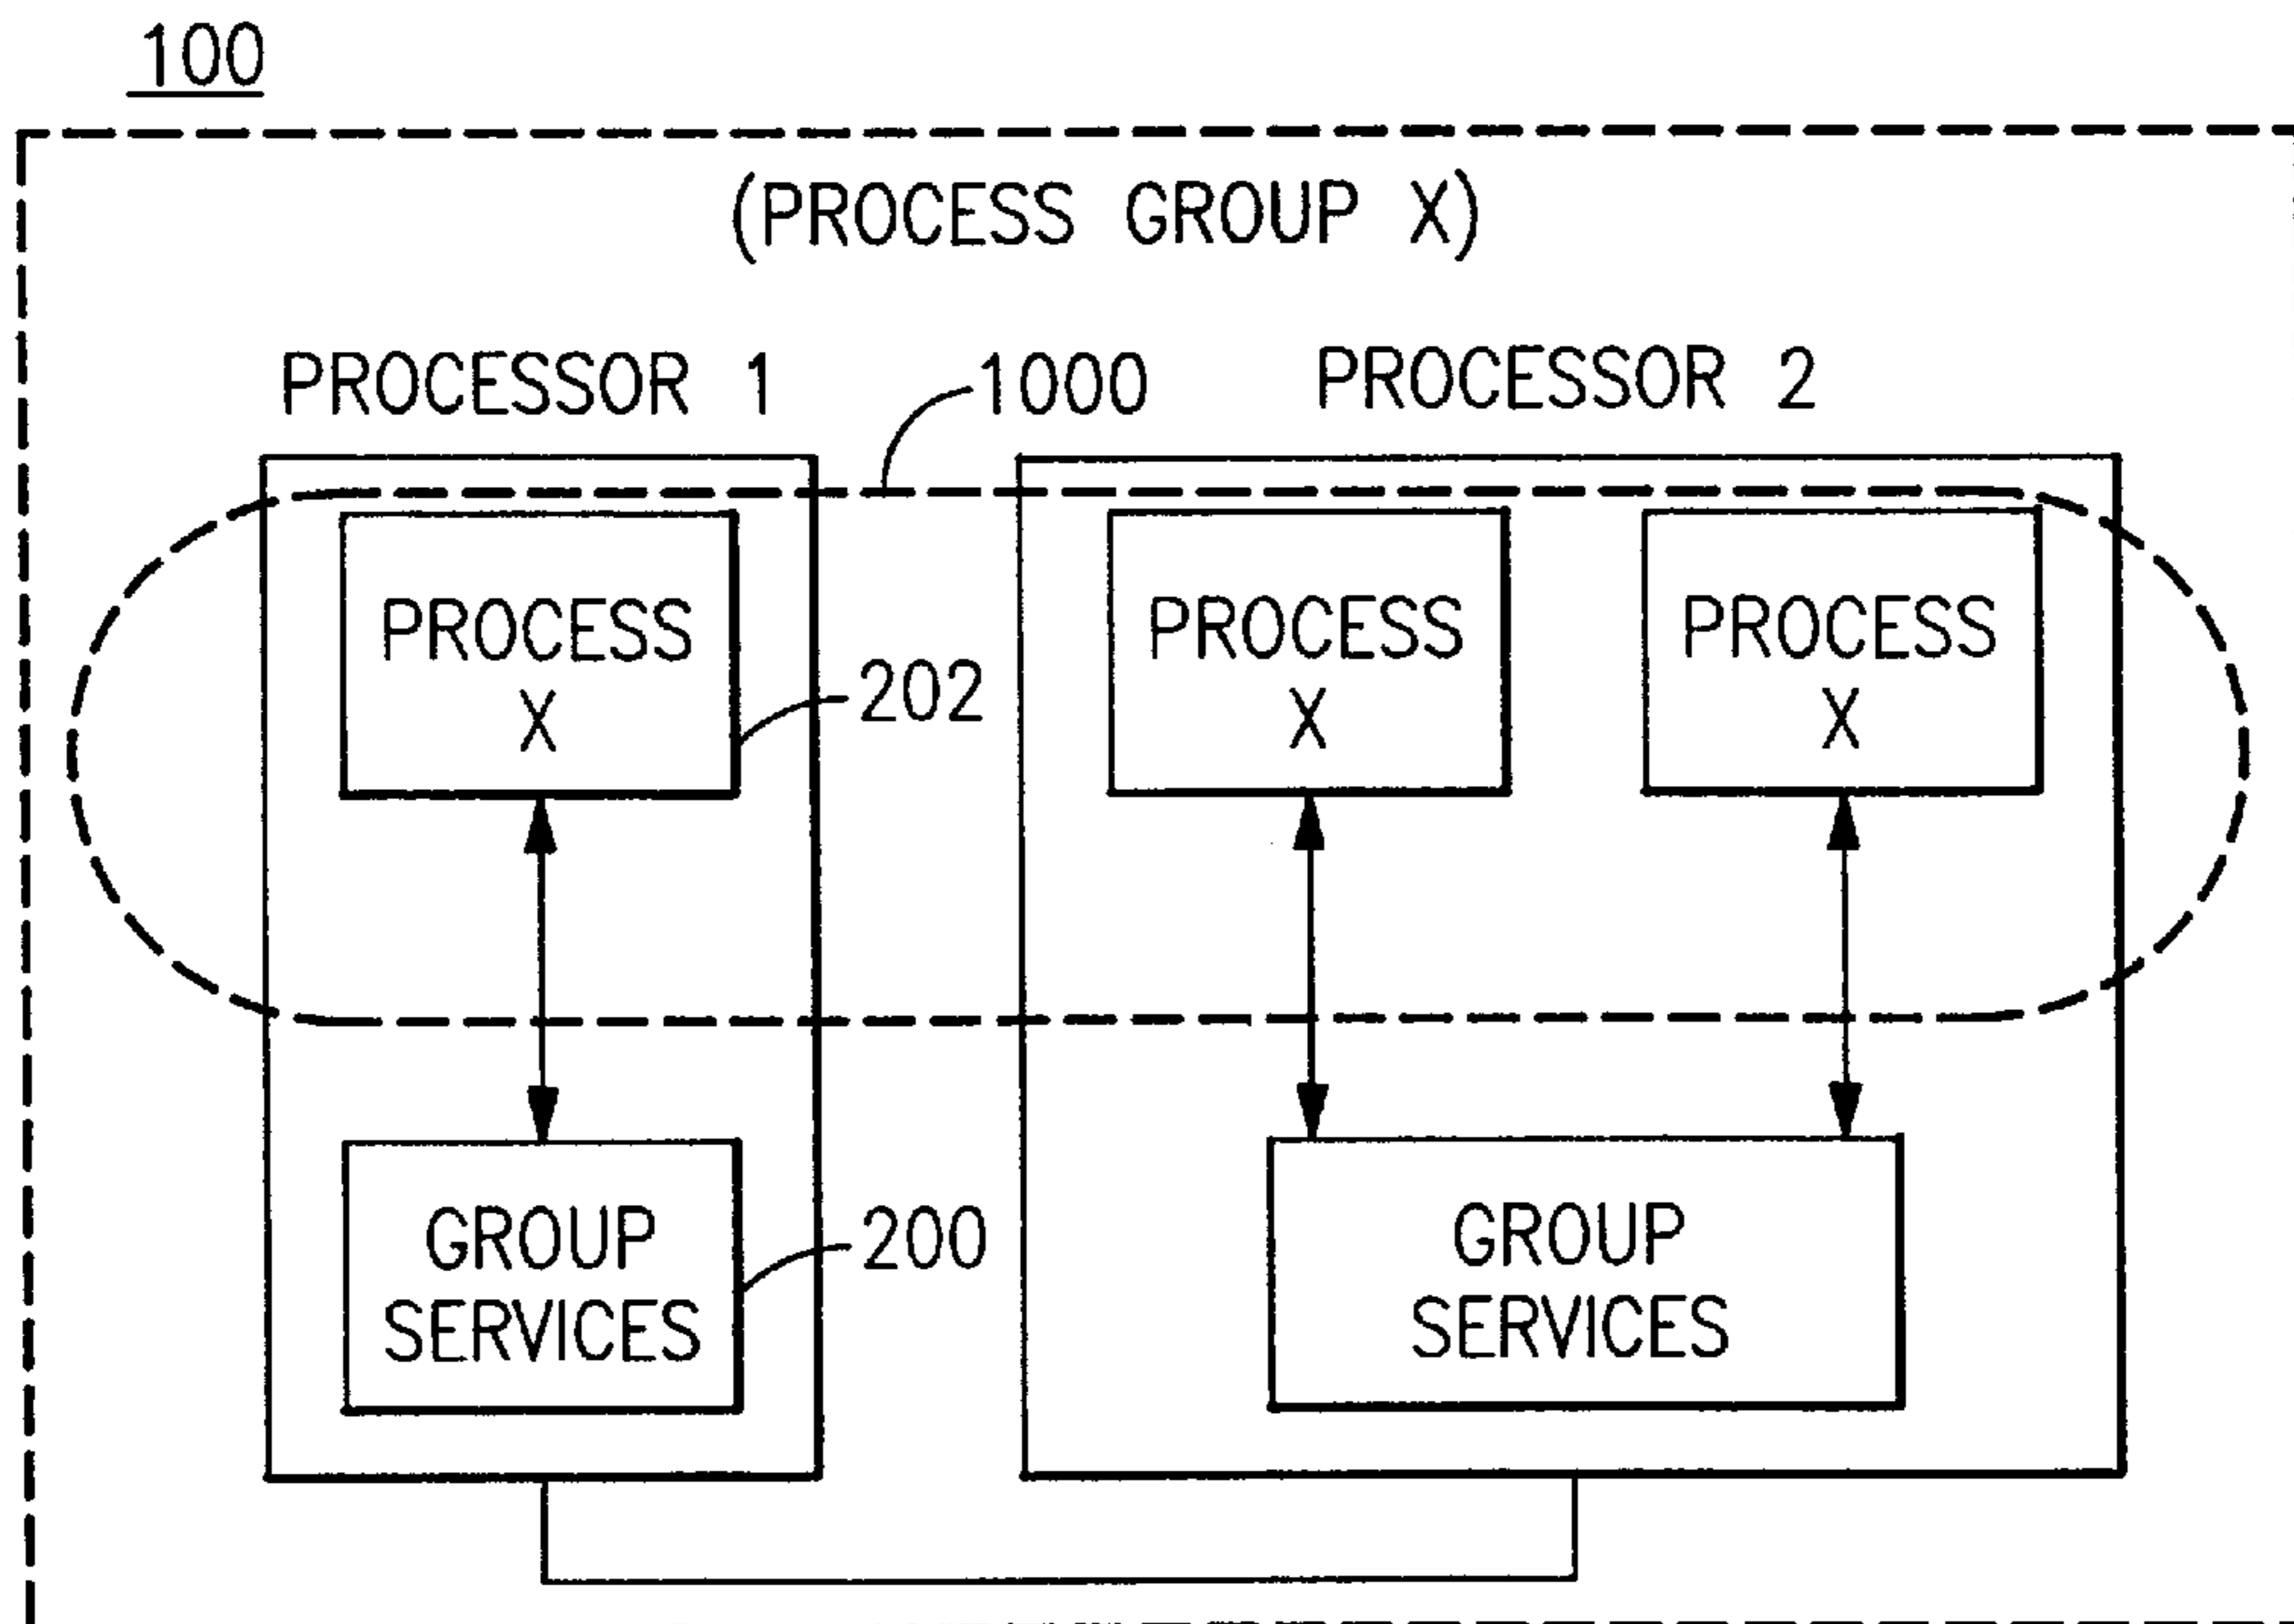 100
(PROCESS GROUP X)
PROCESSOR 1
1000
PROCESSOR 2
PROCESS
X
202
PROCESS
X
PROCESS
X
GROUP
SERVICES
200
GROUP
SERVICES